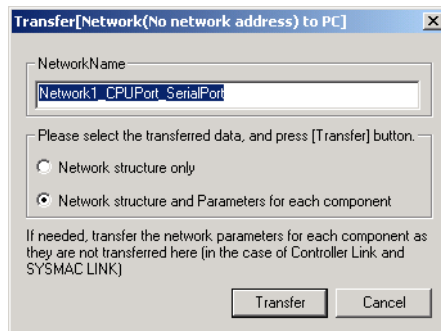 Transfer[Network(No network address) to PC]
NetworkName
Network1_CPUPort_SerialPort
Please select the transferred data, and press [Transfer] button.
Network structure only
Network structure and Parameters for each component
If needed, transfer the network parameters for each component as
they are not transferred here (in the case of Controller Link and
SYSMAC LINK)
Transfer Cancel